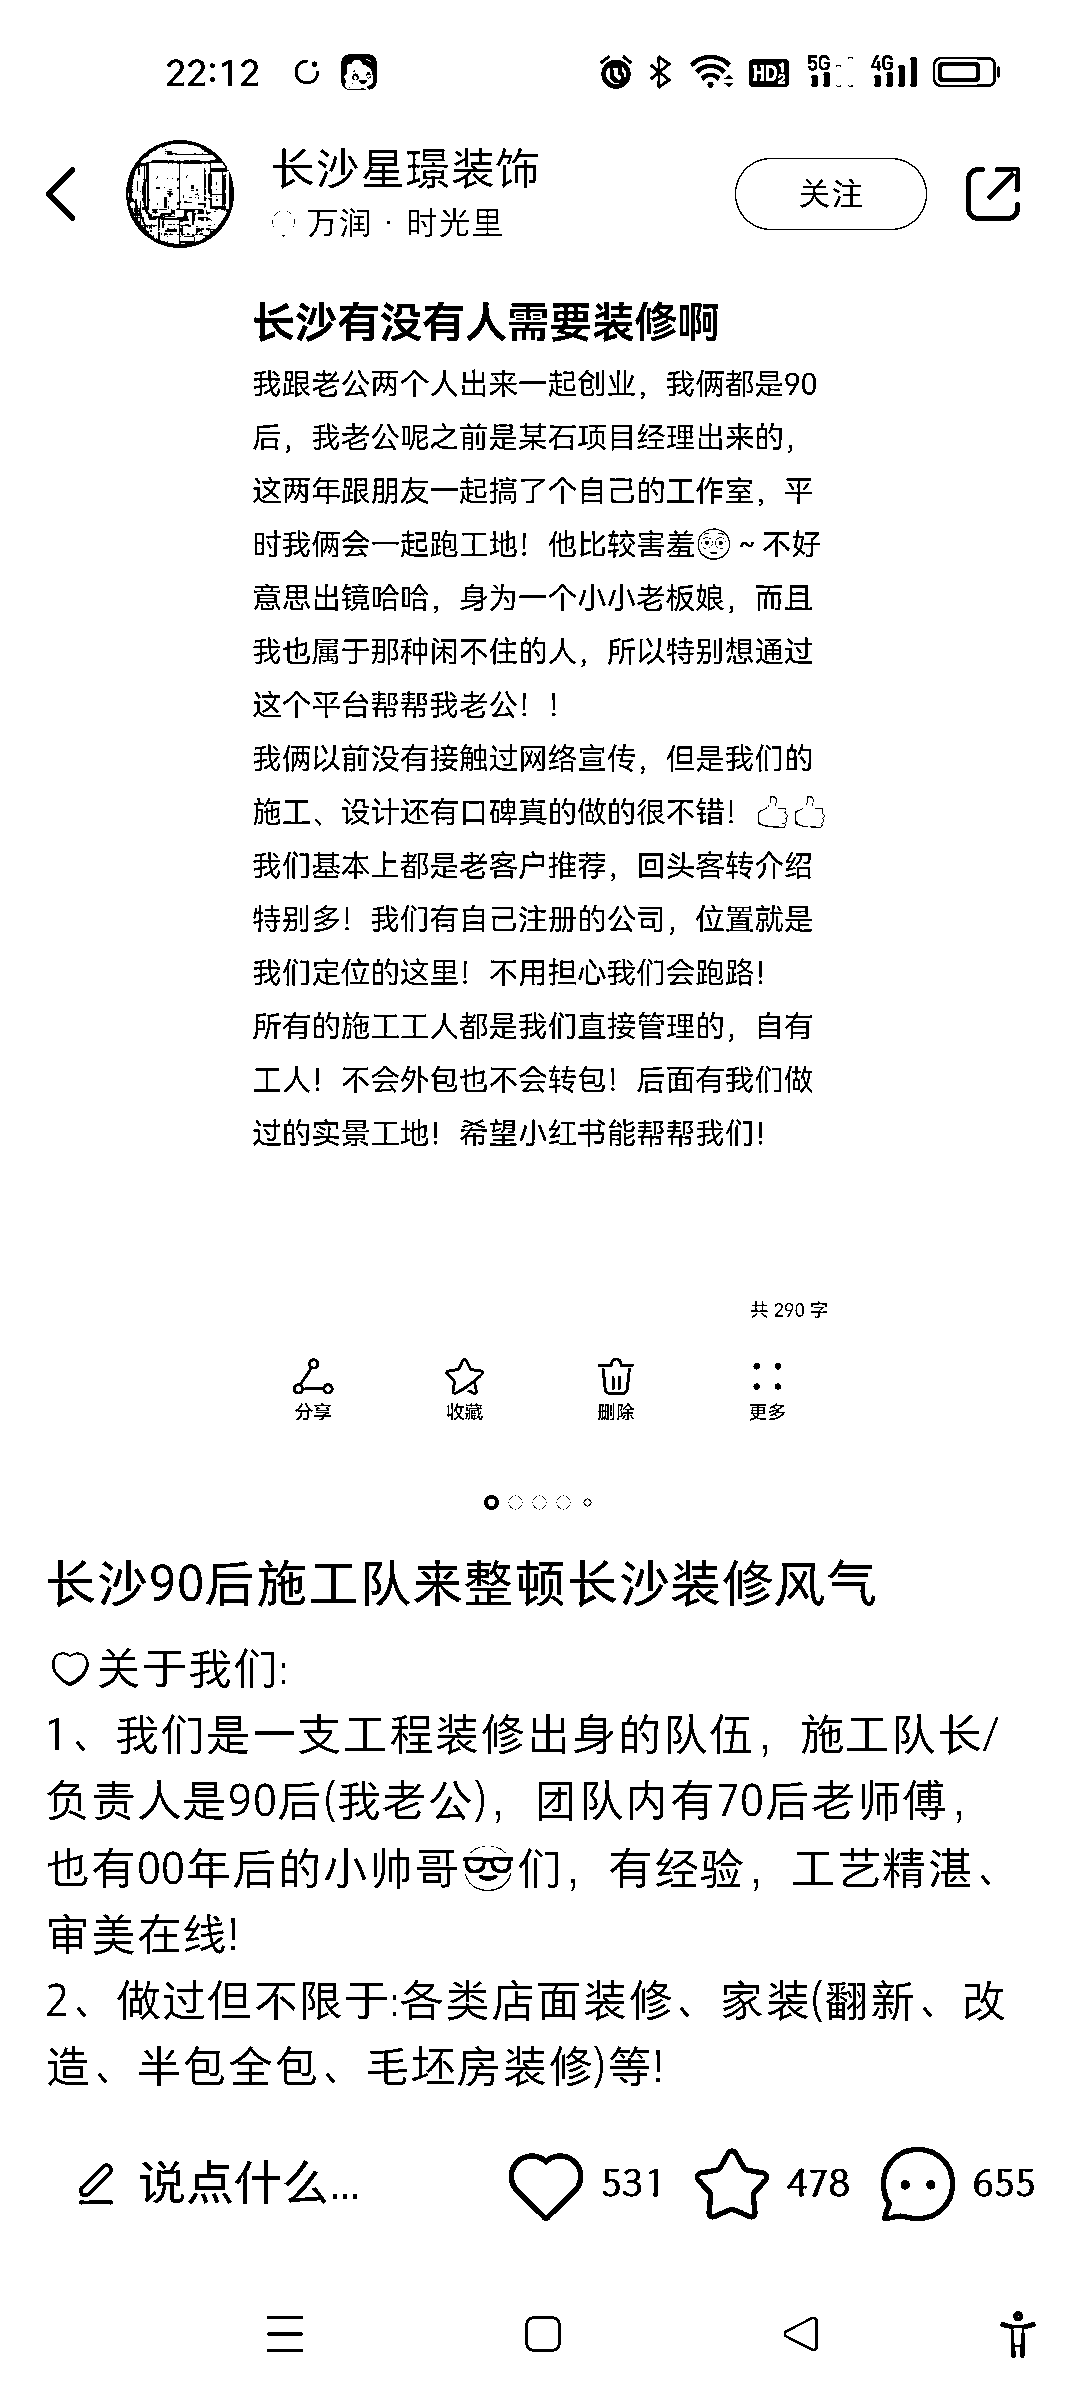 22:12
HD 1 2 5G 4G
长沙星璟装饰
关注
万润 · 时光里
长沙有没有人需要装修啊
我跟老公两个人出来一起创业，我俩都是90
后，我老公呢之前是某石项目经理出来的，
这两年跟朋友一起搞了个自己的工作室，平
时我俩会一起跑工地！他比较害羞😳~不好
意思出镜哈哈，身为一个小小老板娘，而且
我也属于那种闲不住的人，所以特别想通过
这个平台帮帮我老公！！
我俩以前没有接触过网络宣传，但是我们的
施工、设计还有口碑真的做的很不错！👍👍
我们基本上都是老客户推荐，回头客转介绍
特别多！我们有自己注册的公司，位置就是
我们定位的这里！不用担心我们会跑路！
所有的施工工人都是我们直接管理的，自有
工人！不会外包也不会转包！后面有我们做
过的实景工地！希望小红书能帮帮我们！
共 290 字
分享 收藏 删除 更多
长沙90后施工队来整顿长沙装修风气
♡关于我们:
1、我们是一支工程装修出身的队伍，施工队长/
负责人是90后(我老公)，团队内有70后老师傅，
也有00年后的小帅哥😎们，有经验，工艺精湛、
审美在线!
2、做过但不限于:各类店面装修、家装(翻新、改
造、半包全包、毛坯房装修)等!
说点什么... 531 478 655